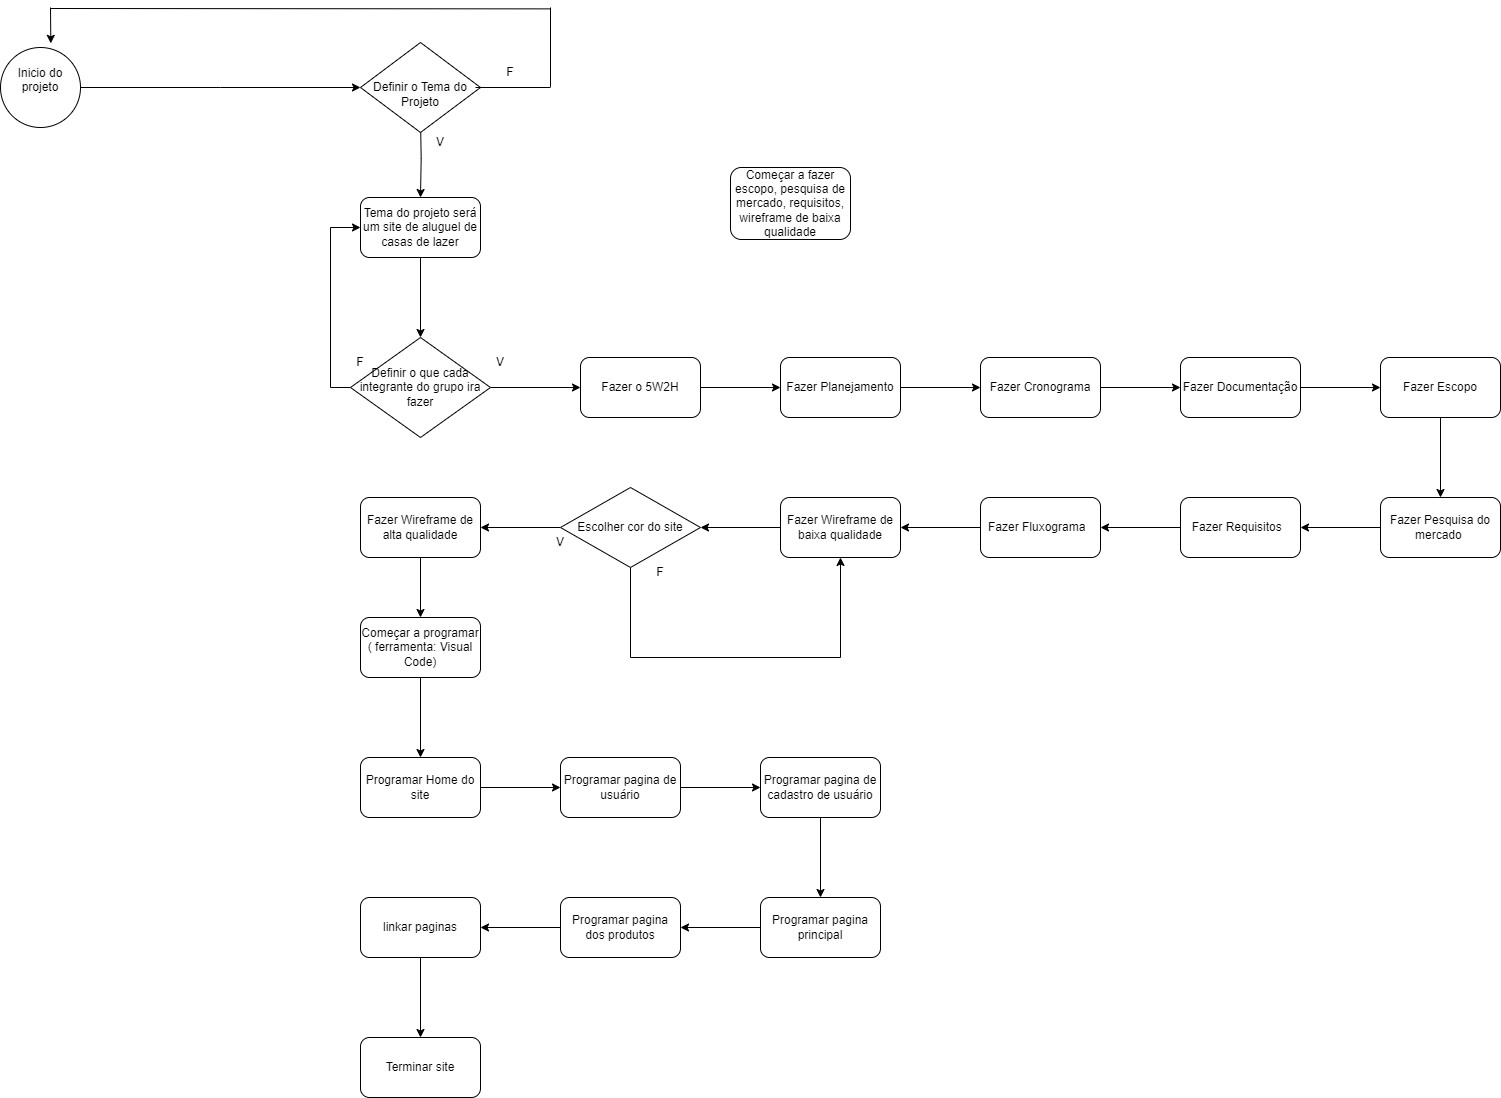 Inicio do
projeto
Definir o Tema do
Projeto
F
V
Tema do projeto será
um site de aluguel de
casas de lazer
Começar a fazer
escopo, pesquisa de
mercado, requisitos,
wireframe de baixa
qualidade
F
Definir o que cada
integrante do grupo ira
fazer
V
Fazer o 5W2H
Fazer Planejamento
Fazer Cronograma
Fazer Documentação
Fazer Escopo
Fazer Pesquisa do
mercado
Fazer Requisitos
Fazer Fluxograma
Fazer Wireframe de
baixa qualidade
Escolher cor do site
V
F
Fazer Wireframe de
alta qualidade
Começar a programar
( ferramenta: Visual
Code)
Programar Home do
site
Programar pagina de
usuário
Programar pagina de
cadastro de usuário
Programar pagina
principal
Programar pagina
dos produtos
linkar paginas
Terminar site